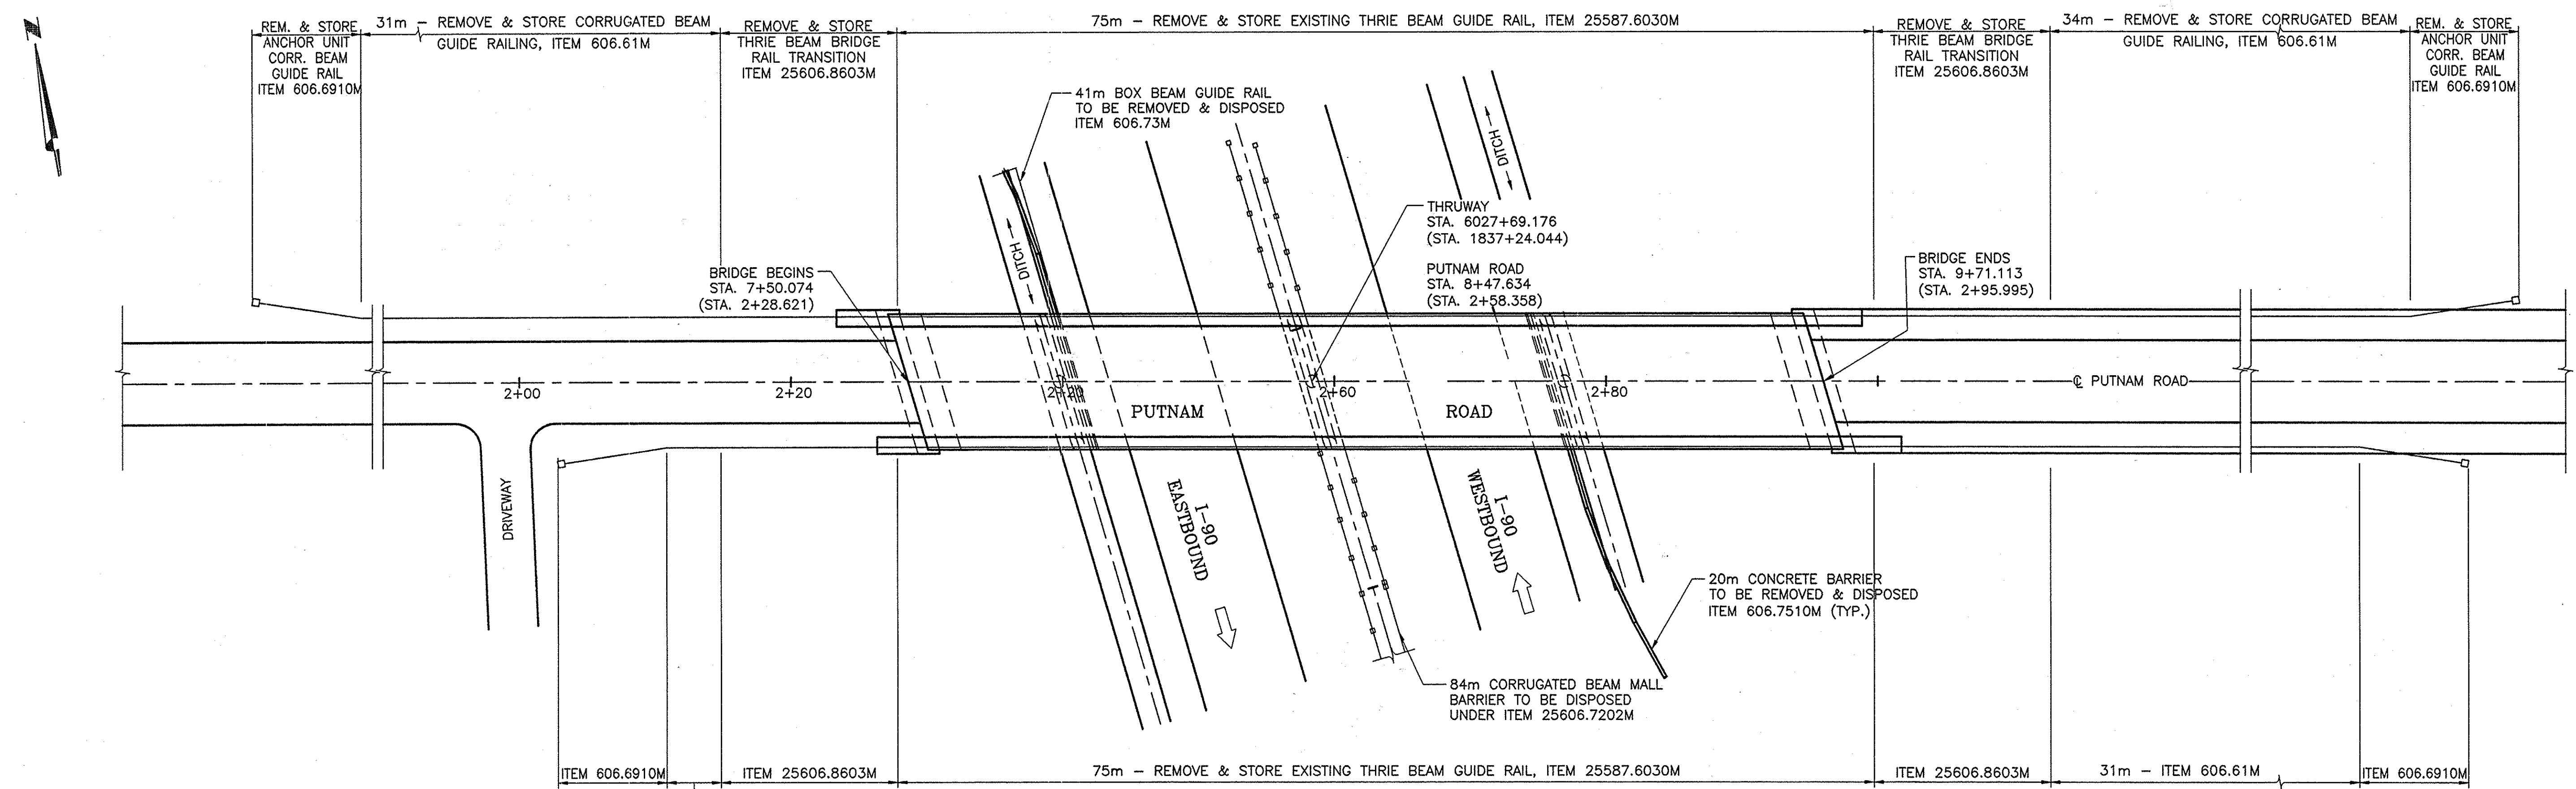 N
REM. & STORE
ANCHOR UNIT
CORR. BEAM
GUIDE RAIL
ITEM 606.6910M
31m – REMOVE & STORE CORRUGATED BEAM
GUIDE RAILING, ITEM 606.61M
REMOVE & STORE
THRIE BEAM BRIDGE
RAIL TRANSITION
ITEM 25606.8603M
75m – REMOVE & STORE EXISTING THRIE BEAM GUIDE RAIL, ITEM 25587.6030M
REMOVE & STORE
THRIE BEAM BRIDGE
RAIL TRANSITION
ITEM 25606.8603M
34m – REMOVE & STORE CORRUGATED BEAM
GUIDE RAILING, ITEM 606.61M
REM. & STORE
ANCHOR UNIT
CORR. BEAM
GUIDE RAIL
ITEM 606.6910M
41m BOX BEAM GUIDE RAIL
TO BE REMOVED & DISPOSED
ITEM 606.73M
DITCH
DITCH
THRUWAY
STA. 6027+69.176
(STA. 1837+24.044)
PUTNAM ROAD
STA. 8+47.634
(STA. 2+58.358)
BRIDGE BEGINS
STA. 7+50.074
(STA. 2+28.621)
BRIDGE ENDS
STA. 9+71.113
(STA. 2+95.995)
2+00
2+20
2+60
2+80
℄ PUTNAM ROAD
PUTNAM ROAD
DRIVEWAY
I–90
EASTBOUND
I–90
WESTBOUND
20m CONCRETE BARRIER
TO BE REMOVED & DISPOSED
ITEM 606.7510M (TYP.)
84m CORRUGATED BEAM MALL
BARRIER TO BE DISPOSED
UNDER ITEM 25606.7202M
ITEM 606.6910M
ITEM 25606.8603M
75m – REMOVE & STORE EXISTING THRIE BEAM GUIDE RAIL, ITEM 25587.6030M
ITEM 25606.8603M
31m – ITEM 606.61M
ITEM 606.6910M